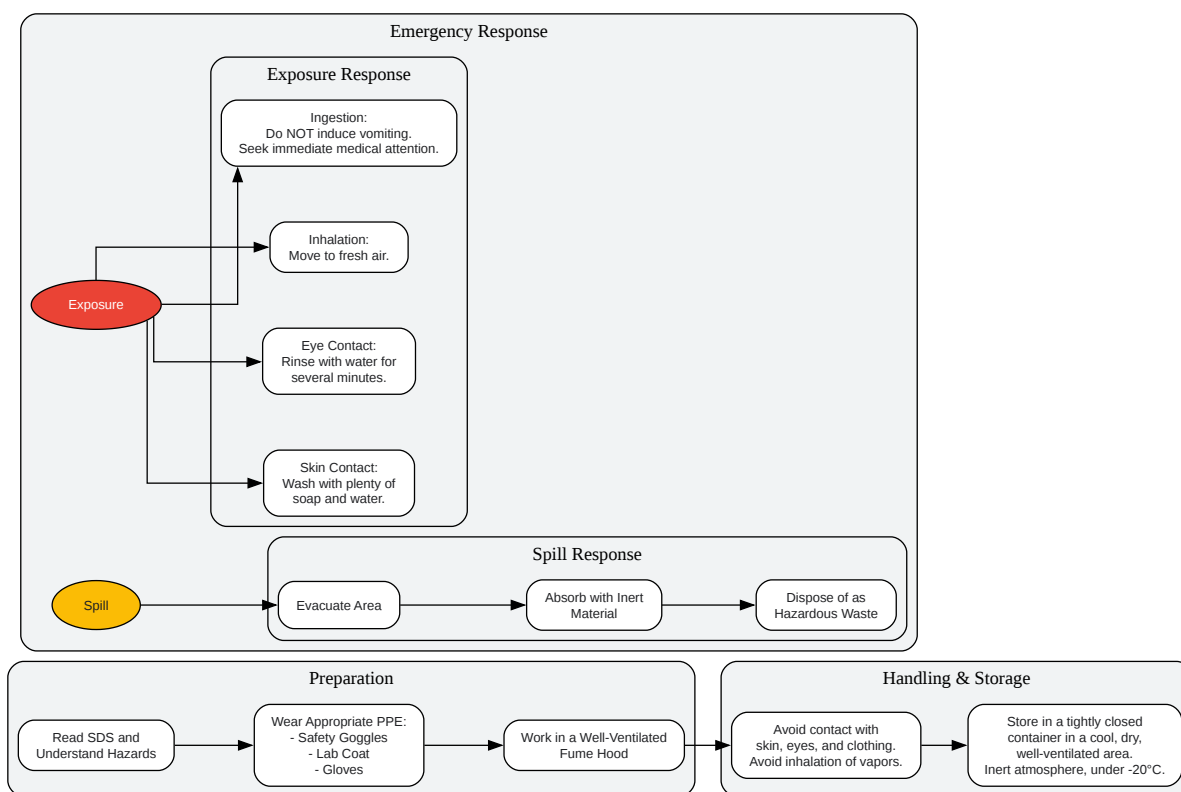 Emergency Response
Exposure Response
Ingestion:
Do NOT induce vomiting.
Seek immediate medical attention.
Inhalation:
Move to fresh air.
Exposure
Eye Contact:
Rinse with water for
several minutes.
Skin Contact:
Wash with plenty of
soap and water.
Spill Response
Spill
Evacuate Area
Absorb with Inert
Material
Dispose of as
Hazardous Waste
Preparation
Read SDS and
Understand Hazards
Wear Appropriate PPE:
- Safety Goggles
- Lab Coat
- Gloves
Work in a Well-Ventilated
Fume Hood
Handling & Storage
Avoid contact with
skin, eyes, and clothing.
Avoid inhalation of vapors.
Store in a tightly closed
container in a cool, dry,
well-ventilated area.
Inert atmosphere, under -20°C.